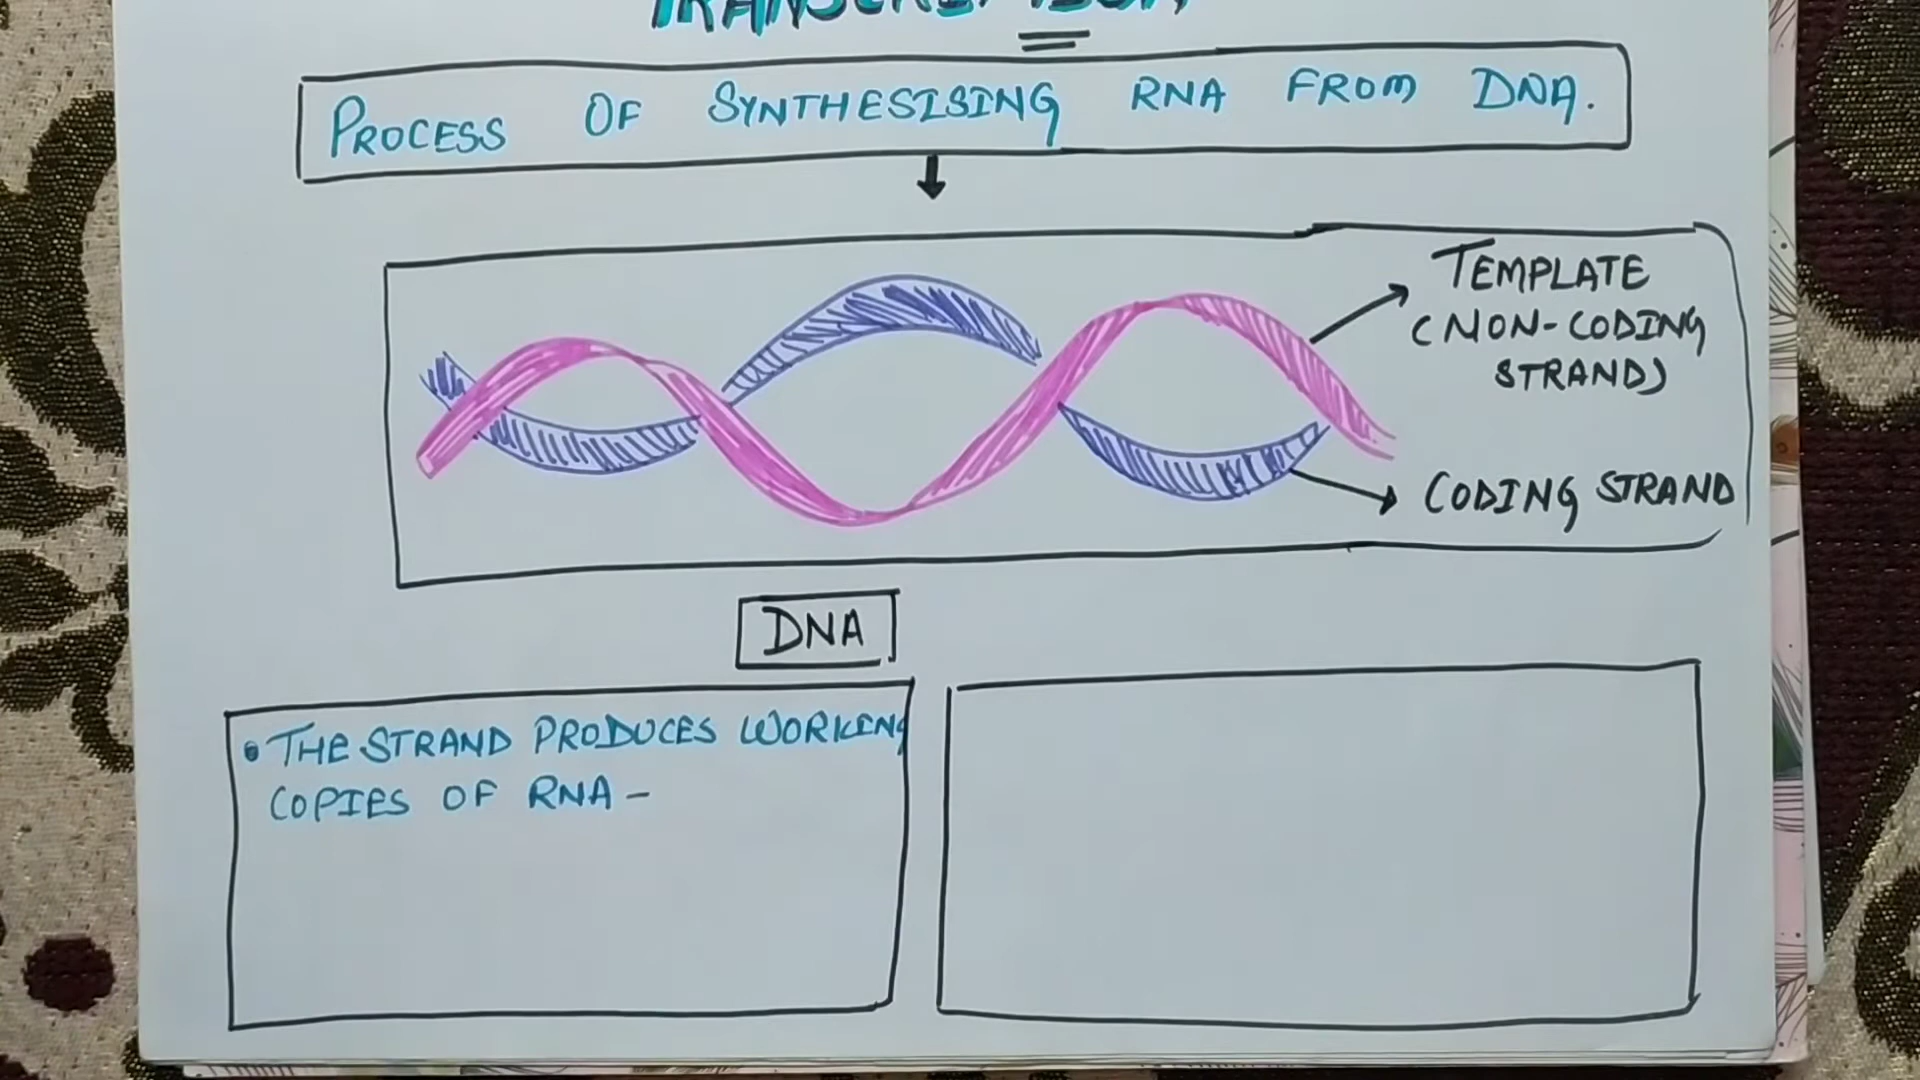 TRANSCRIPTION
PROCESS OF SYNTHESISING RNA FROM DNA.
TEMPLATE
(NON-CODING
STRAND)
CODING STRAND
DNA
• THE STRAND PRODUCES WORKING
COPIES OF RNA -